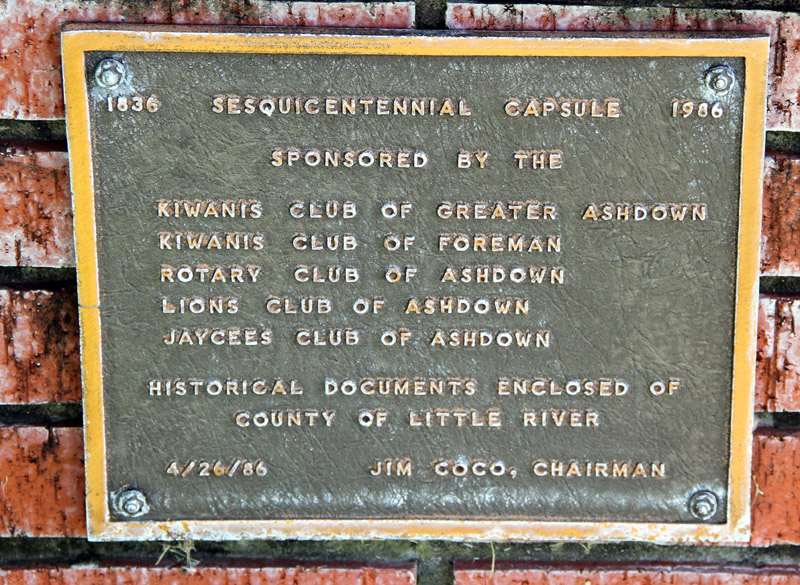 1836 SESQUICENTENNIAL CAPSULE 1986
SPONSORED BY THE
KIWANIS CLUB OF GREATER ASHDOWN
KIWANIS CLUB OF FOREMAN
ROTARY CLUB OF ASHDOWN
LIONS CLUB OF ASHDOWN
JAYCEES CLUB OF ASHDOWN
HISTORICAL DOCUMENTS ENCLOSED OF
COUNTY OF LITTLE RIVER
4/26/86 JIM COCO, CHAIRMAN